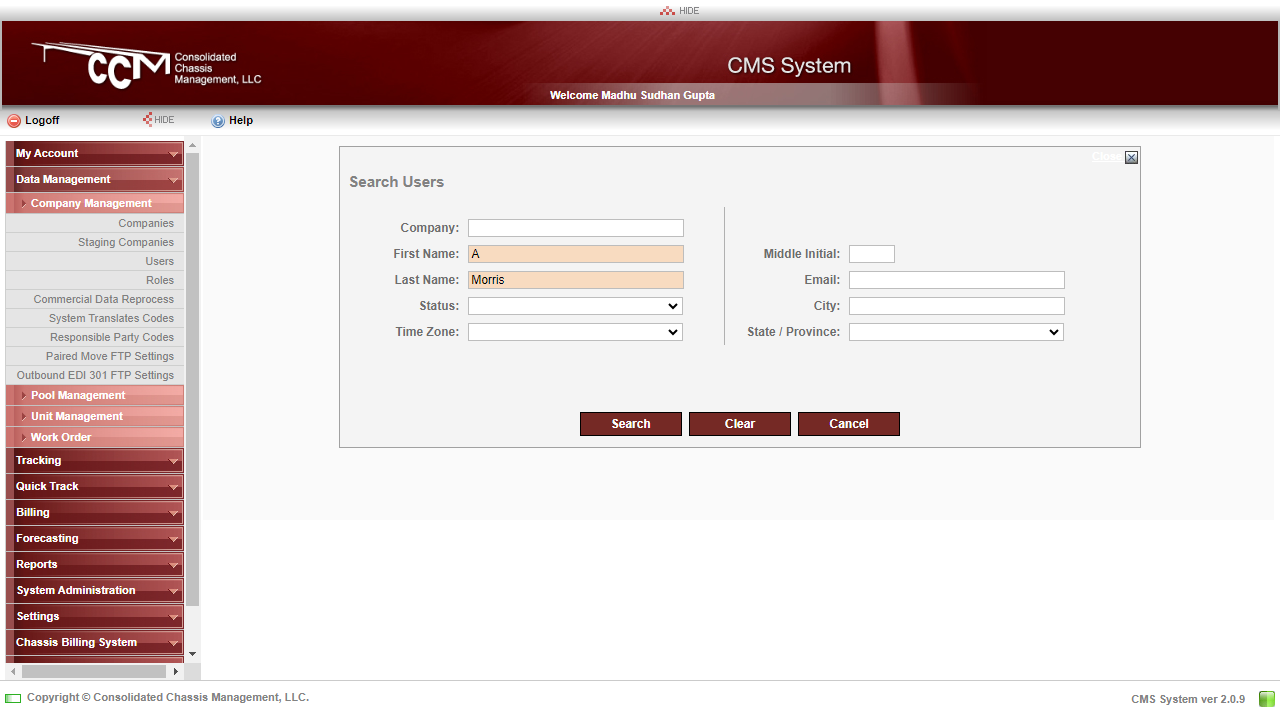 HIDE
CCM
Consolidated
Chassis
Management, LLC
CMS System
Welcome Madhu Sudhan Gupta
Logoff
HIDE
Help
My Account
Data Management
Company Management
Companies
Staging Companies
Users
Roles
Commercial Data Reprocess
System Translates Codes
Responsible Party Codes
Paired Move FTP Settings
Outbound EDI 301 FTP Settings
Pool Management
Unit Management
Work Order
Tracking
Quick Track
Billing
Forecasting
Reports
System Administration
Settings
Chassis Billing System
Close
Search Users
Company:
First Name: A
Middle Initial:
Last Name: Morris
Email:
Status:
City:
Time Zone:
State / Province:
Search Clear Cancel
Copyright © Consolidated Chassis Management, LLC.
CMS System ver 2.0.9